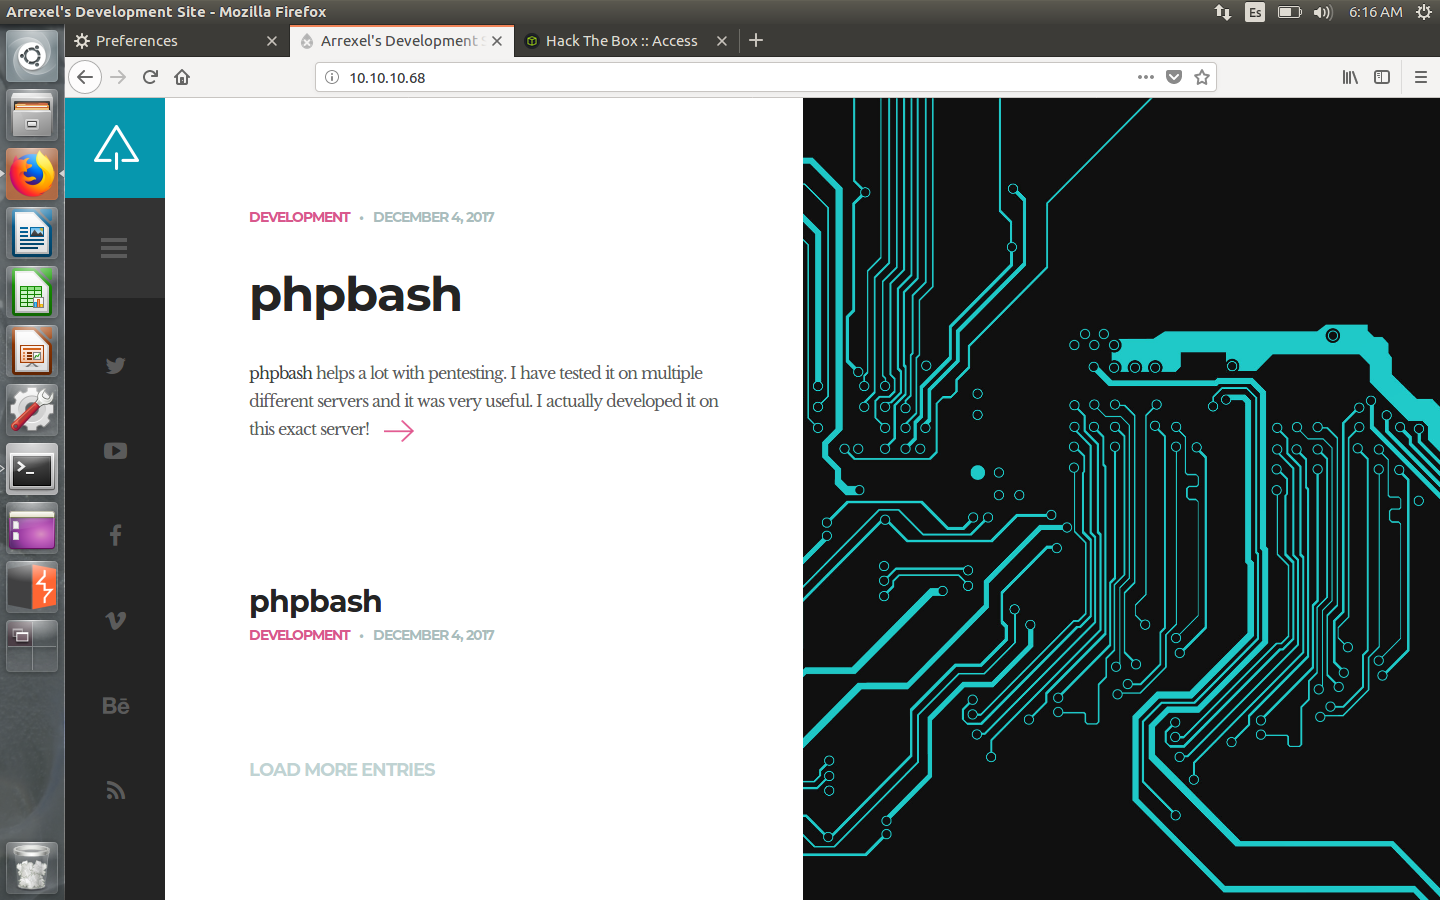 Arrexel's Development Site - Mozilla Firefox
Es
6:16 AM
Preferences
Arrexel's Development
Hack The Box :: Access
10.10.10.68
DEVELOPMENT • DECEMBER 4, 2017
phpbash
phpbash helps a lot with pentesting. I have tested it on multiple
different servers and it was very useful. I actually developed it on
this exact server!
phpbash
DEVELOPMENT • DECEMBER 4, 2017
Bē
LOAD MORE ENTRIES